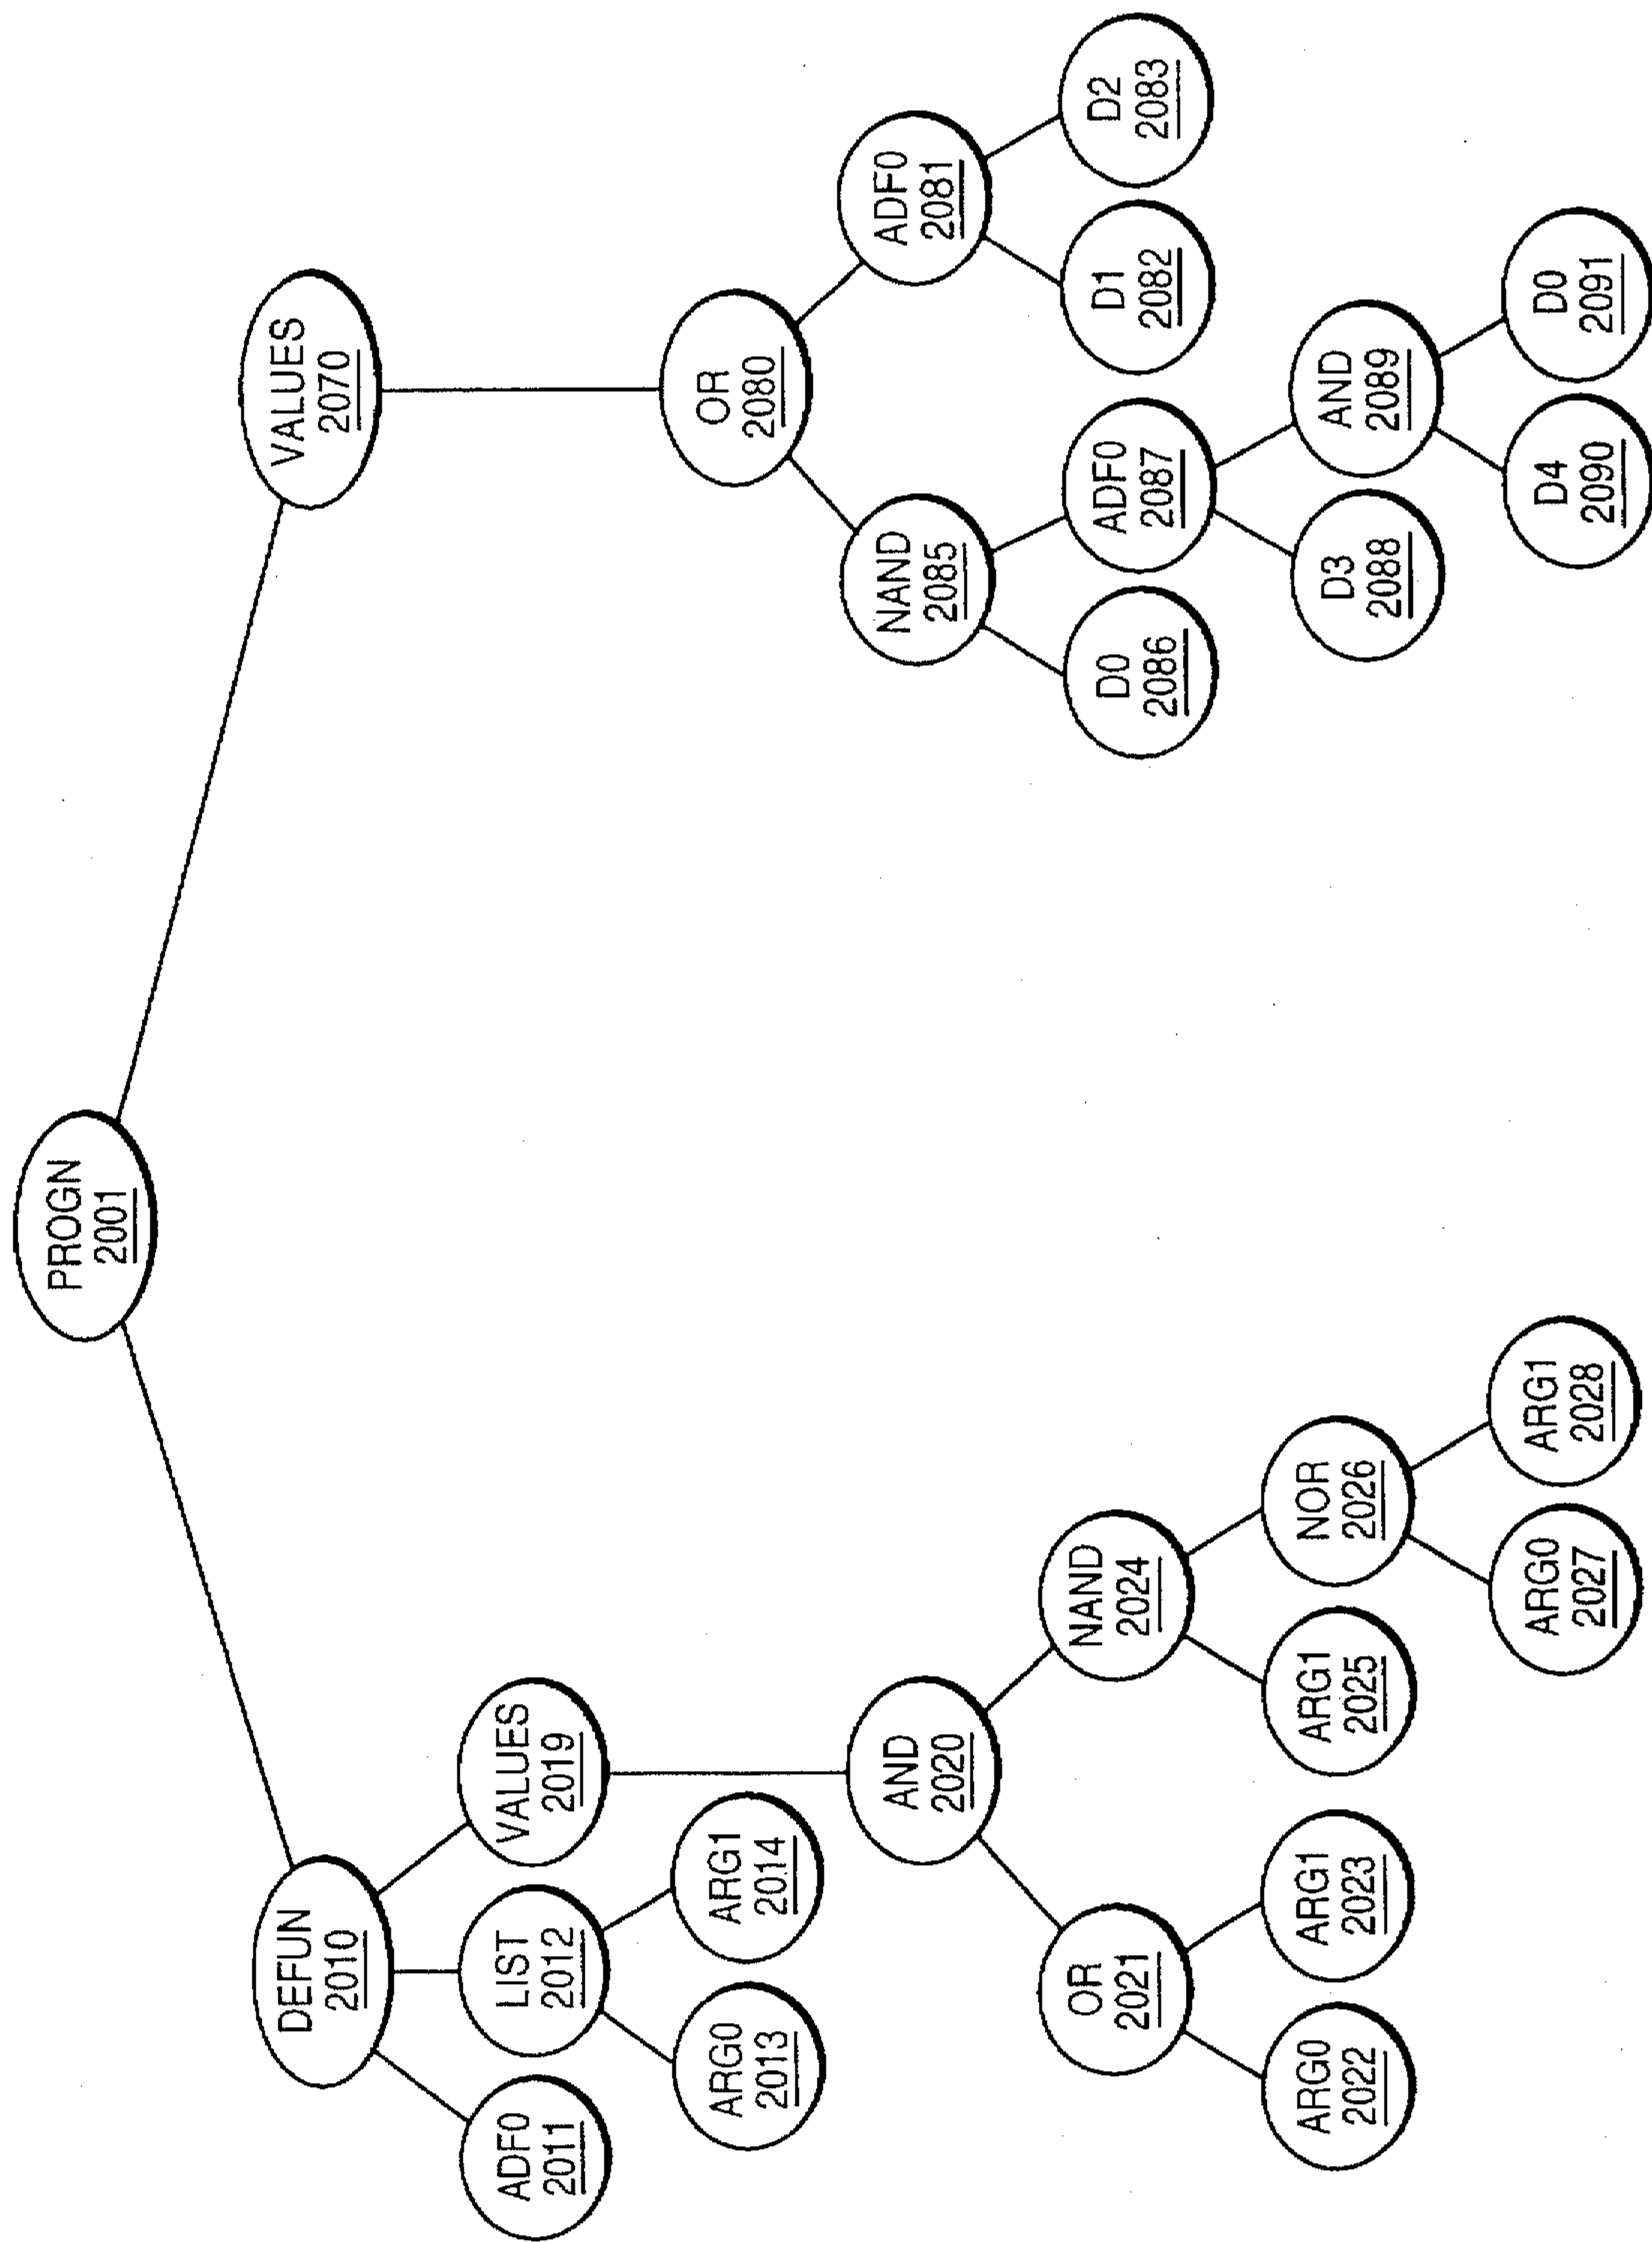 PROGN
2001
DEFUN
2010
VALUES
2070
ADF0
2011
LIST
2012
VALUES
2019
ARG0
2013
ARG1
2014
OR
2080
AND
2020
NAND
2085
ADF0
2081
OR
2021
NAND
2024
D0
2086
ADF0
2087
D1
2082
D2
2083
ARG0
2022
ARG1
2023
ARG1
2025
NOR
2026
D3
2088
AND
2089
ARG0
2027
ARG1
2028
D4
2090
D0
2091